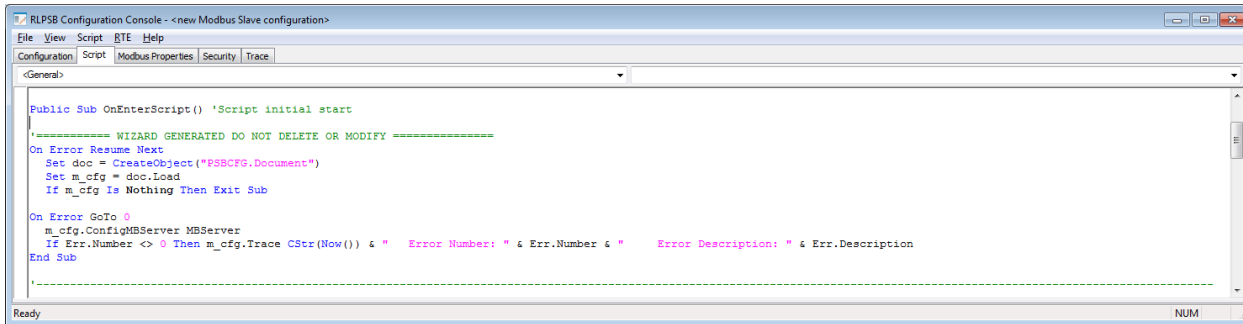 RLPSB Configuration Console - <new Modbus Slave configuration>
File View Script RTE Help
Configuration Script Modbus Properties Security Trace
<General>
Public Sub OnEnterScript() 'Script initial start
'=========== WIZARD GENERATED DO NOT DELETE OR MODIFY ===============
On Error Resume Next
Set doc = CreateObject("PSBCFG.Document")
Set m_cfg = doc.Load
If m_cfg Is Nothing Then Exit Sub
On Error GoTo 0
m_cfg.ConfigMBServer MBServer
If Err.Number <> 0 Then m_cfg.Trace CStr(Now()) & "   Error Number: " & Err.Number & "     Error Description: " & Err.Description
End Sub
'-----------------------------------------------------------------------------------------------------------------------------------------------------------------------------------
Ready NUM